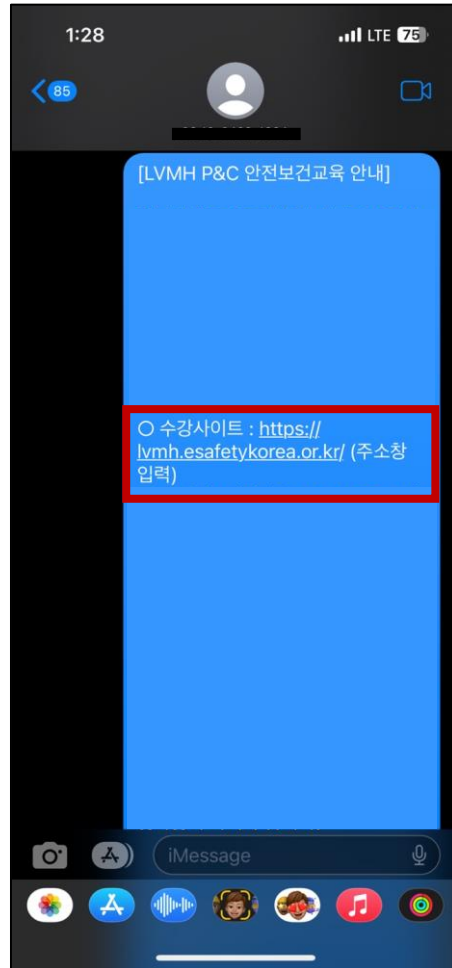 1:28
LTE 75
85
[LVMH P&C 안전보건교육 안내]
○ 수강사이트 : https://
lvmh.esafetykorea.or.kr/ (주소창
입력)
iMessage